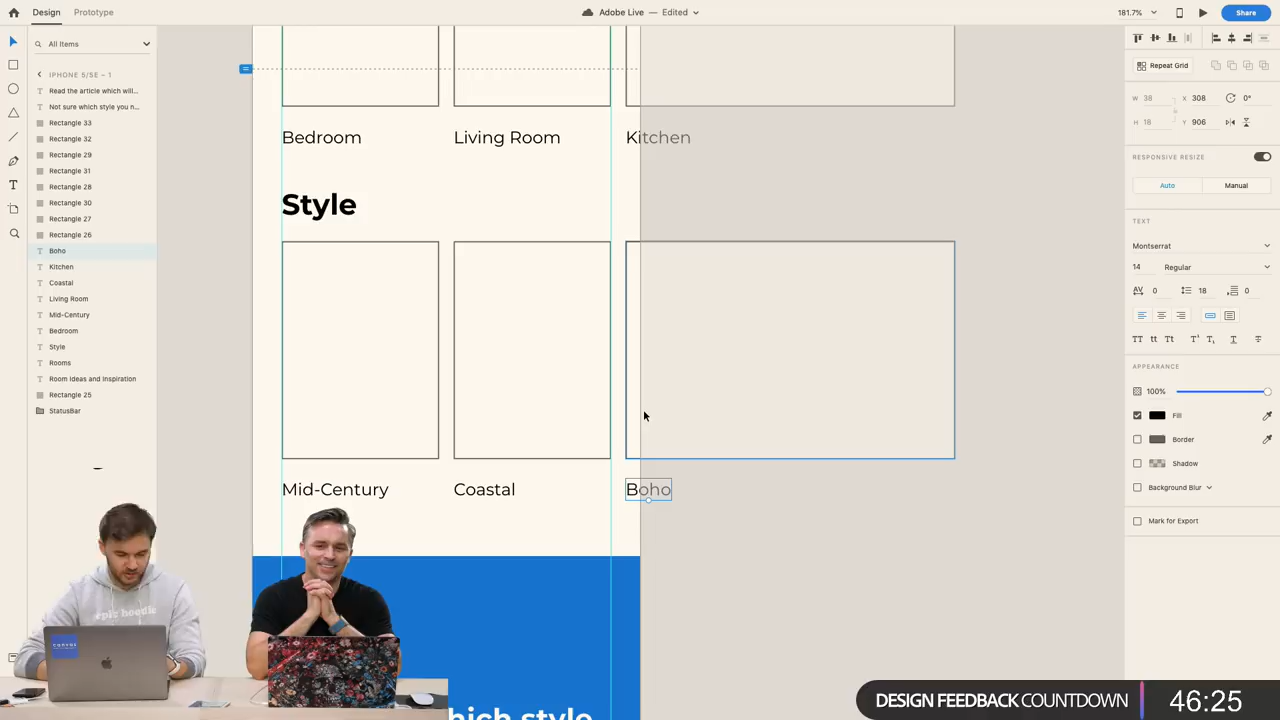 Design
Prototype
Adobe Live — Edited
181.7%
Share
All Items
IPHONE 5/SE – 1
Read the article which will...
Not sure which style you n...
Rectangle 33
Rectangle 32
Rectangle 29
Rectangle 31
Rectangle 28
Rectangle 30
Rectangle 27
Rectangle 26
Boho
Kitchen
Coastal
Living Room
Mid-Century
Bedroom
Style
Rooms
Room Ideas and Inspiration
Rectangle 25
StatusBar
Bedroom
Living Room
Kitchen
Style
Mid-Century
Coastal
Boho
hich style
Repeat Grid
W 38
X 308
0°
H 18
Y 906
RESPONSIVE RESIZE
Auto
Manual
TEXT
Montserrat
14
Regular
0
18
0
APPEARANCE
100%
Fill
Border
Shadow
Background Blur
Mark for Export
epix hoodie
canvas
DESIGN FEEDBACK COUNTDOWN
46:25